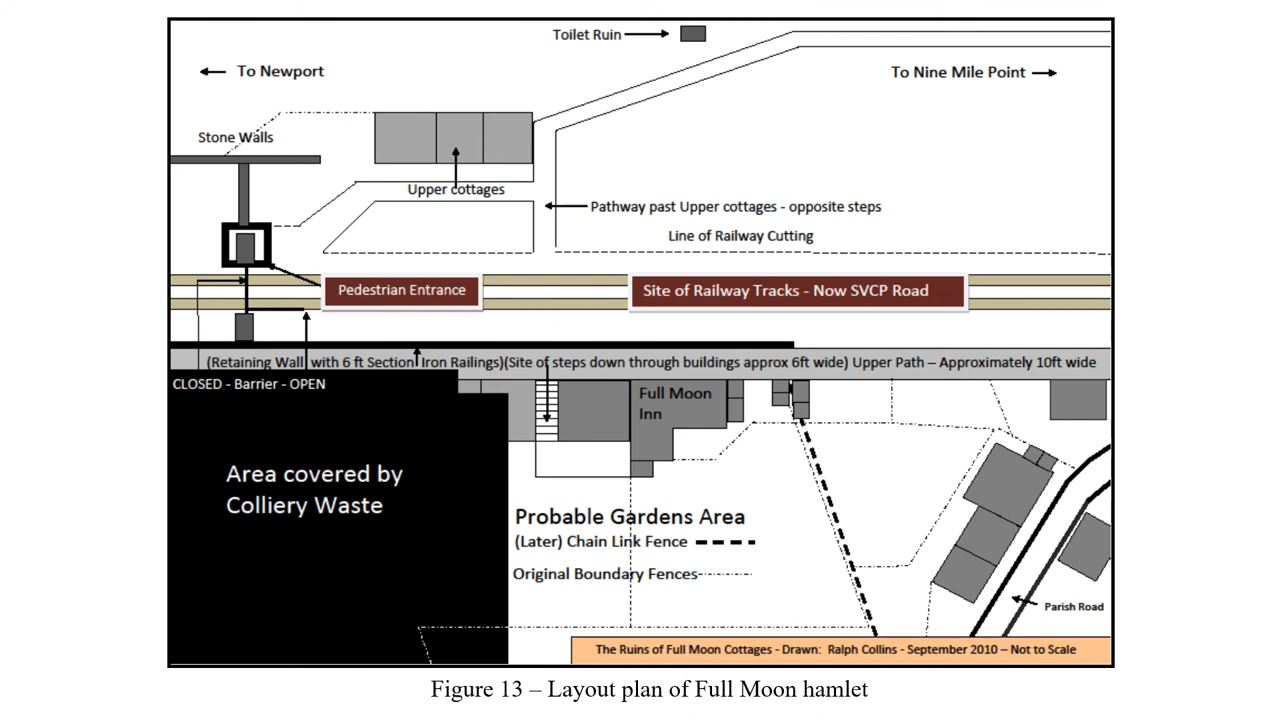 Toilet Ruin
To Newport
To Nine Mile Point
Stone Walls
Upper cottages
Pathway past Upper cottages - opposite steps
Line of Railway Cutting
Pedestrian Entrance
Site of Railway Tracks - Now SVCP Road
(Retaining Wall with 6 ft Section Iron Railings)(Site of steps down through buildings approx 6ft wide) Upper Path – Approximately 10ft wide
CLOSED - Barrier - OPEN
Full Moon
Inn
Area covered by
Colliery Waste
Probable Gardens Area
(Later) Chain Link Fence
Original Boundary Fences
Parish Road
The Ruins of Full Moon Cottages - Drawn: Ralph Collins - September 2010 – Not to Scale
Figure 13 – Layout plan of Full Moon hamlet